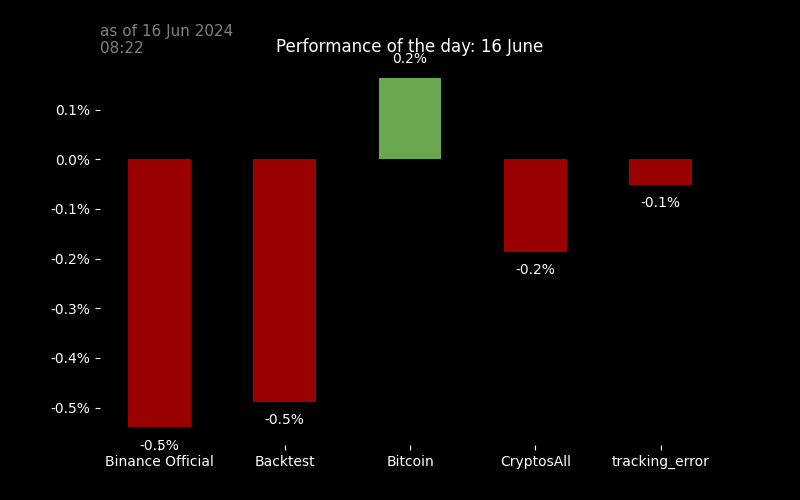 as of 16 Jun 2024
08:22
Performance of the day: 16 June
0.2%
0.1%
0.0%
-0.1%
-0.2%
-0.3%
-0.4%
-0.5%
-0.5%
-0.5%
-0.2%
-0.1%
Binance Official
Backtest
Bitcoin
CryptosAll
tracking_error